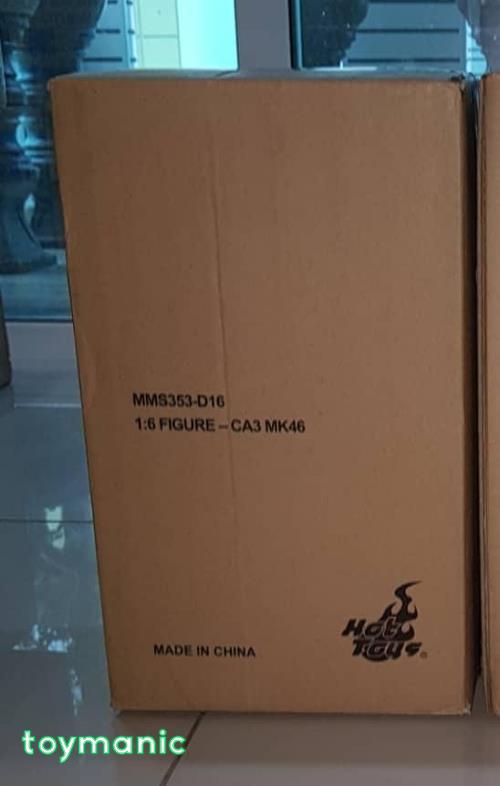 MMS353-D16
1:6 FIGURE – CA3 MK46
MADE IN CHINA
Hot
Toys®
toymanic